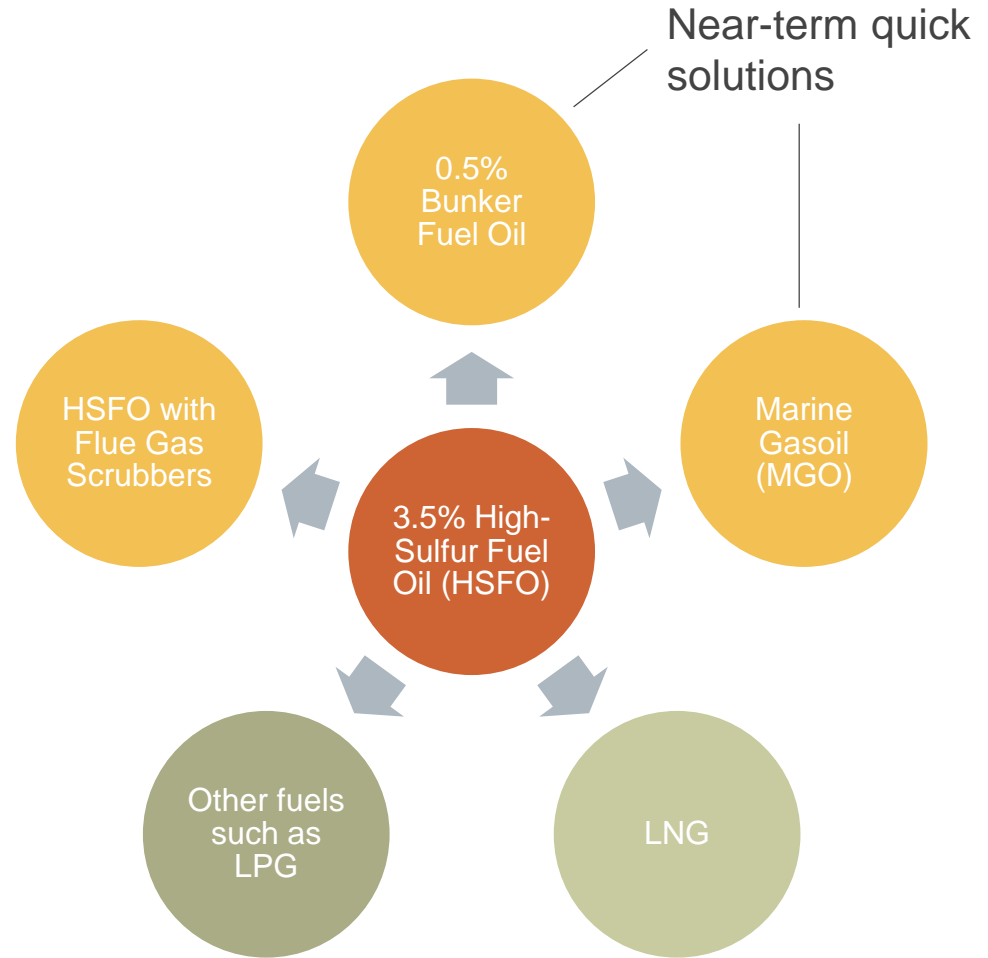 Near-term quick
solutions
0.5%
Bunker
Fuel Oil
HSFO with
Flue Gas
Scrubbers
Marine
Gasoil
(MGO)
3.5% High-
Sulfur Fuel
Oil (HSFO)
Other fuels
such as
LPG
LNG